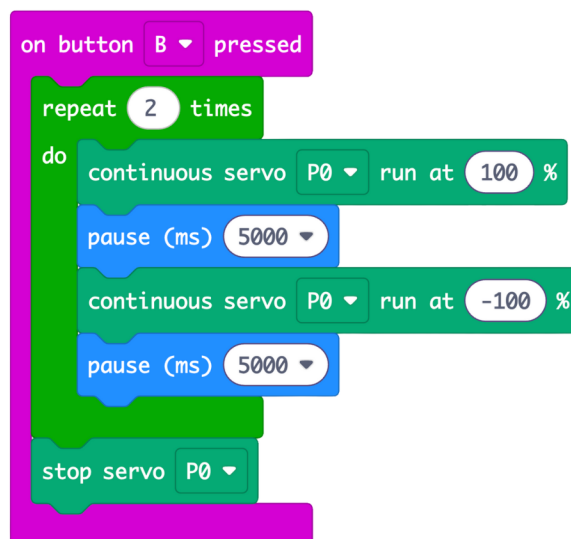 on button B pressed
repeat 2 times
do
continuous servo P0 run at 100 %
pause (ms) 5000
continuous servo P0 run at -100 %
pause (ms) 5000
stop servo P0